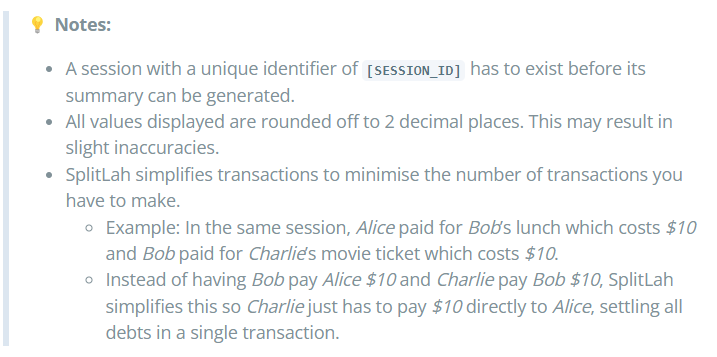 💡 Notes:
• A session with a unique identifier of [SESSION_ID] has to exist before its
summary can be generated.
• All values displayed are rounded off to 2 decimal places. This may result in
slight inaccuracies.
• SplitLah simplifies transactions to minimise the number of transactions you
have to make.
◦ Example: In the same session, Alice paid for Bob's lunch which costs $10
and Bob paid for Charlie's movie ticket which costs $10.
◦ Instead of having Bob pay Alice $10 and Charlie pay Bob $10, SplitLah
simplifies this so Charlie just has to pay $10 directly to Alice, settling all
debts in a single transaction.